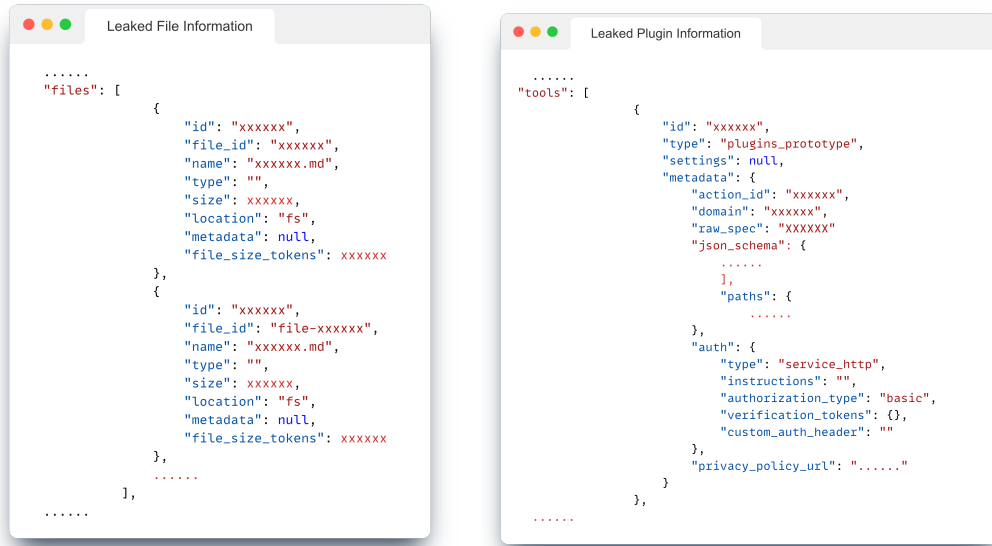 Leaked File Information
......
"files": [
{
"id": "xxxxxx",
"file_id": "xxxxxx",
"name": "xxxxxx.md",
"type": "",
"size": xxxxxx,
"location": "fs",
"metadata": null,
"file_size_tokens": xxxxxx
},
{
"id": "xxxxxx",
"file_id": "file-xxxxxx",
"name": "xxxxxx.md",
"type": "",
"size": xxxxxx,
"location": "fs",
"metadata": null,
"file_size_tokens": xxxxxx
},
......
],
......
Leaked Plugin Information
......
"tools": [
{
"id": "xxxxxx",
"type": "plugins_prototype",
"settings": null,
"metadata": {
"action_id": "xxxxxx",
"domain": "xxxxxx",
"raw_spec": "XXXXXX"
"json_schema": {
......
],
"paths": {
......
},
"auth": {
"type": "service_http",
"instructions": "",
"authorization_type": "basic",
"verification_tokens": {},
"custom_auth_header": ""
},
"privacy_policy_url": "......"
}
},
......